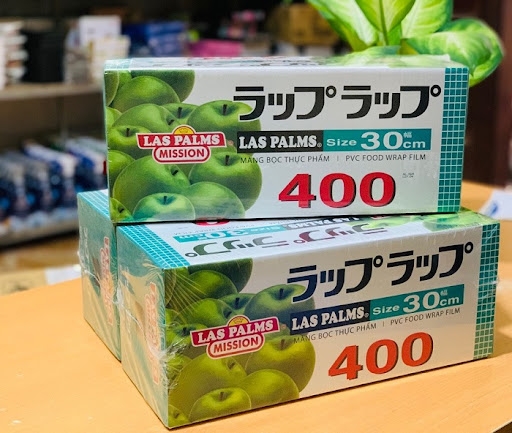 ラップ ラップ
LAS PALMS
MISSION
LAS PALMS® Size 30cm 幅
MÀNG BỌC THỰC PHẨM | PVC FOOD WRAP FILM
400
ラップ ラップ
LAS PALMS
MISSION
LAS PALMS® Size 30cm 幅
MÀNG BỌC THỰC PHẨM | PVC FOOD WRAP FILM
400